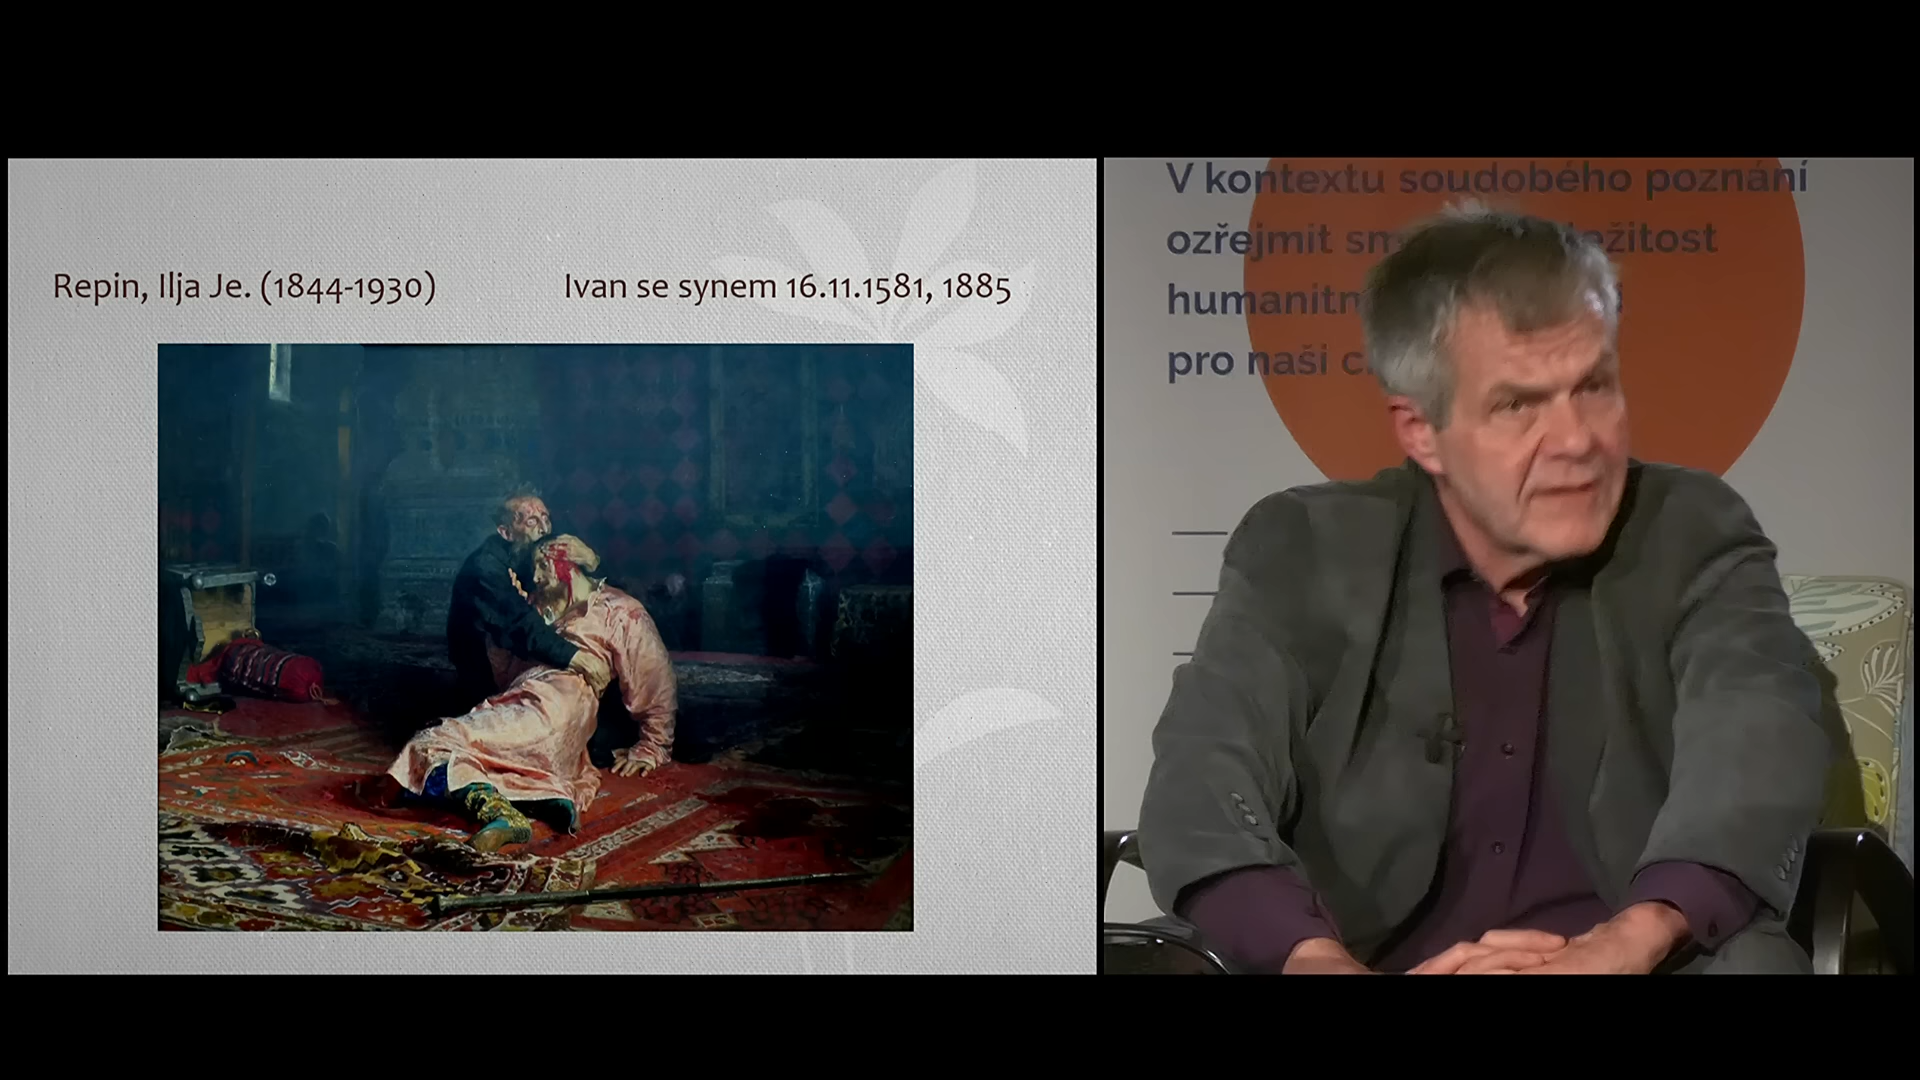 Repin, Ilja Je. (1844-1930)
Ivan se synem 16.11.1581, 1885
V kontextu soudobého poznání
ozřejmit
humanitn
pro naši